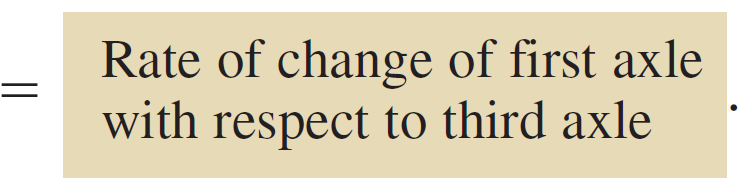 = Rate of change of first axle
with respect to third axle.